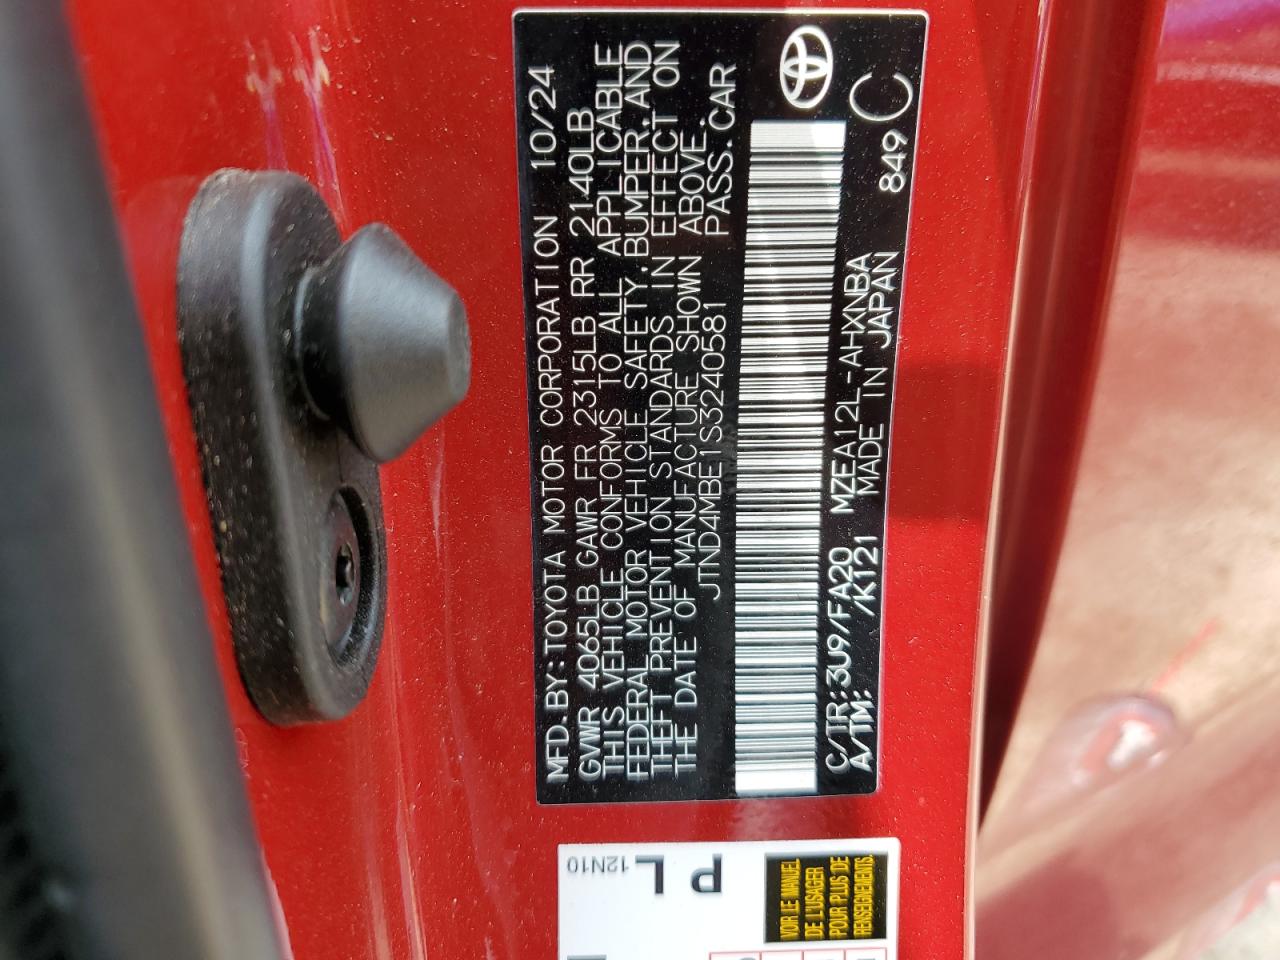 MFD. BY: TOYOTA MOTOR CORPORATION 10/24
GVWR 4065LB GAWR FR 2315LB RR 2140LB
THIS VEHICLE CONFORMS TO ALL APPLICABLE
FEDERAL MOTOR VEHICLE SAFETY, BUMPER, AND
THEFT PREVENTION STANDARDS IN EFFECT ON
THE DATE OF MANUFACTURE SHOWN ABOVE.
JTND4MBE1S3240581 PASS. CAR
C/TR: 3U9/FA20 MZEA12L-AHXNBA 849 C
A/TM: /K121 MADE IN JAPAN
12N10
PL
VOIR LE MANUEL
DE L'USAGER
POUR PLUS DE
RENSEIGNEMENTS.